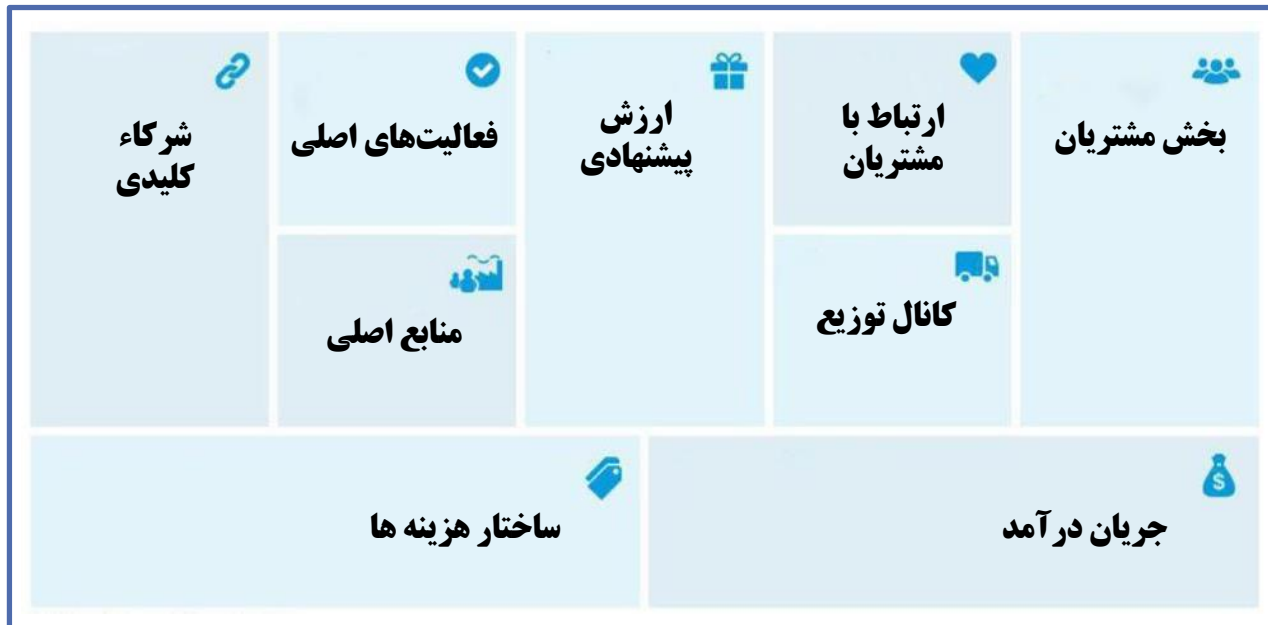 بخش مشتریان
ارتباط با
مشتریان
کانال توزیع
ارزش
پیشنهادی
فعالیت‌های اصلی
منابع اصلی
شرکاء
کلیدی
جریان درآمد
ساختار هزینه ها